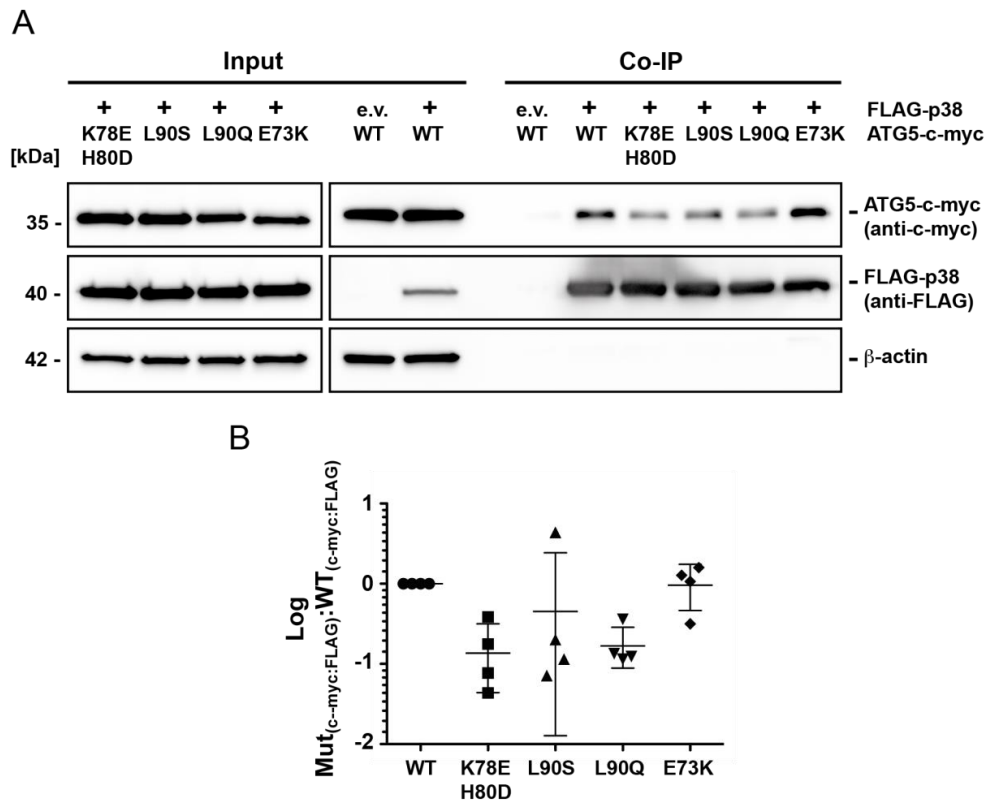 A
Input
Co-IP
+ + + + e.v. + e.v. + + + + + FLAG-p38
K78E L90S L90Q E73K WT WT WT WT K78E L90S L90Q E73K ATG5-c-myc
[kDa] H80D H80D
35 - - ATG5-c-myc
(anti-c-myc)
40 - - FLAG-p38
(anti-FLAG)
42 - - β-actin
B
Log
Mut(c--myc:FLAG):WT(c-myc:FLAG)
1
0
-1
-2
WT K78E L90S L90Q E73K
H80D